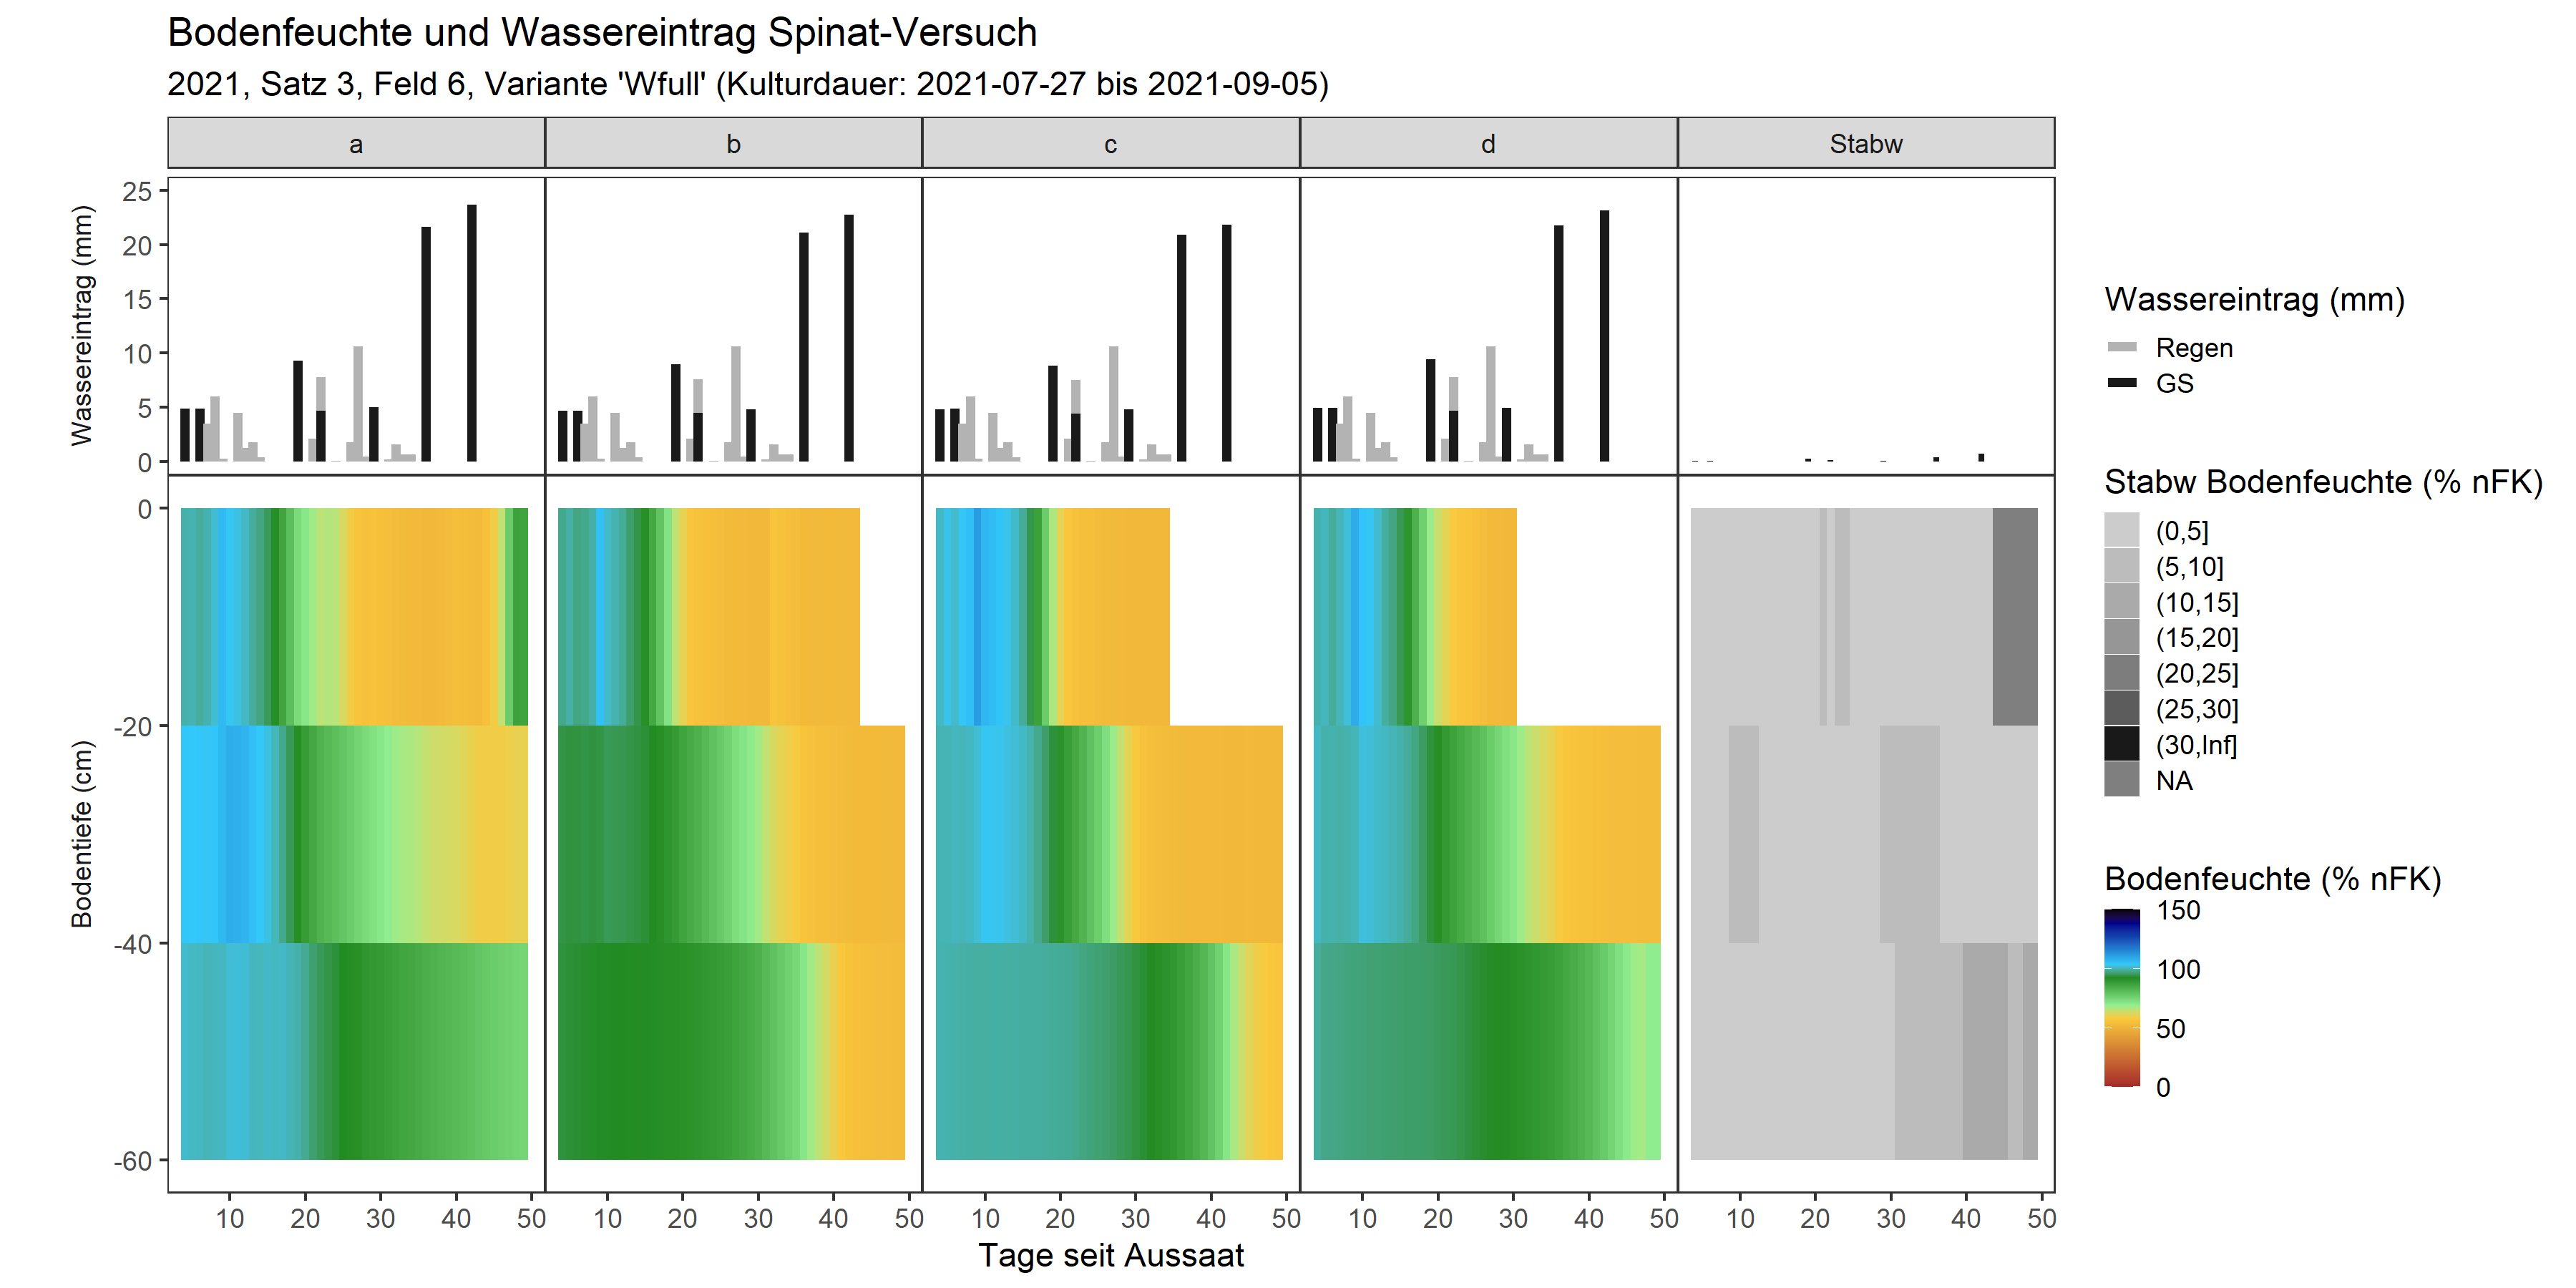 Bodenfeuchte und Wassereintrag Spinat-Versuch
2021, Satz 3, Feld 6, Variante 'Wfull' (Kulturdauer: 2021-07-27 bis 2021-09-05)
a b c d Stabw
Wassereintrag (mm)
25
20
15
10
5
0
Bodentiefe (cm)
0
-20
-40
-60
10 20 30 40 50 10 20 30 40 50 10 20 30 40 50 10 20 30 40 50 10 20 30 40 50
Tage seit Aussaat
Wassereintrag (mm)
Regen
GS
Stabw Bodenfeuchte (% nFK)
(0,5]
(5,10]
(10,15]
(15,20]
(20,25]
(25,30]
(30,Inf]
NA
Bodenfeuchte (% nFK)
150
100
50
0